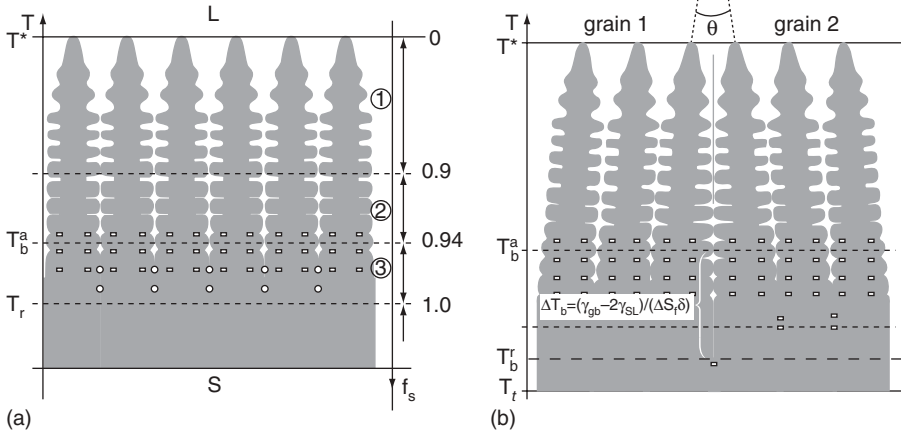 T
L
T*
0
①
0.9
②
T_b^a
0.94
③
T_r
1.0
S
f_s
(a)
T
grain 1
θ
grain 2
T*
T_b^a
ΔT_b=(γ_gb−2γ_SL)/(ΔS_fδ)
T_b^r
T_t
(b)